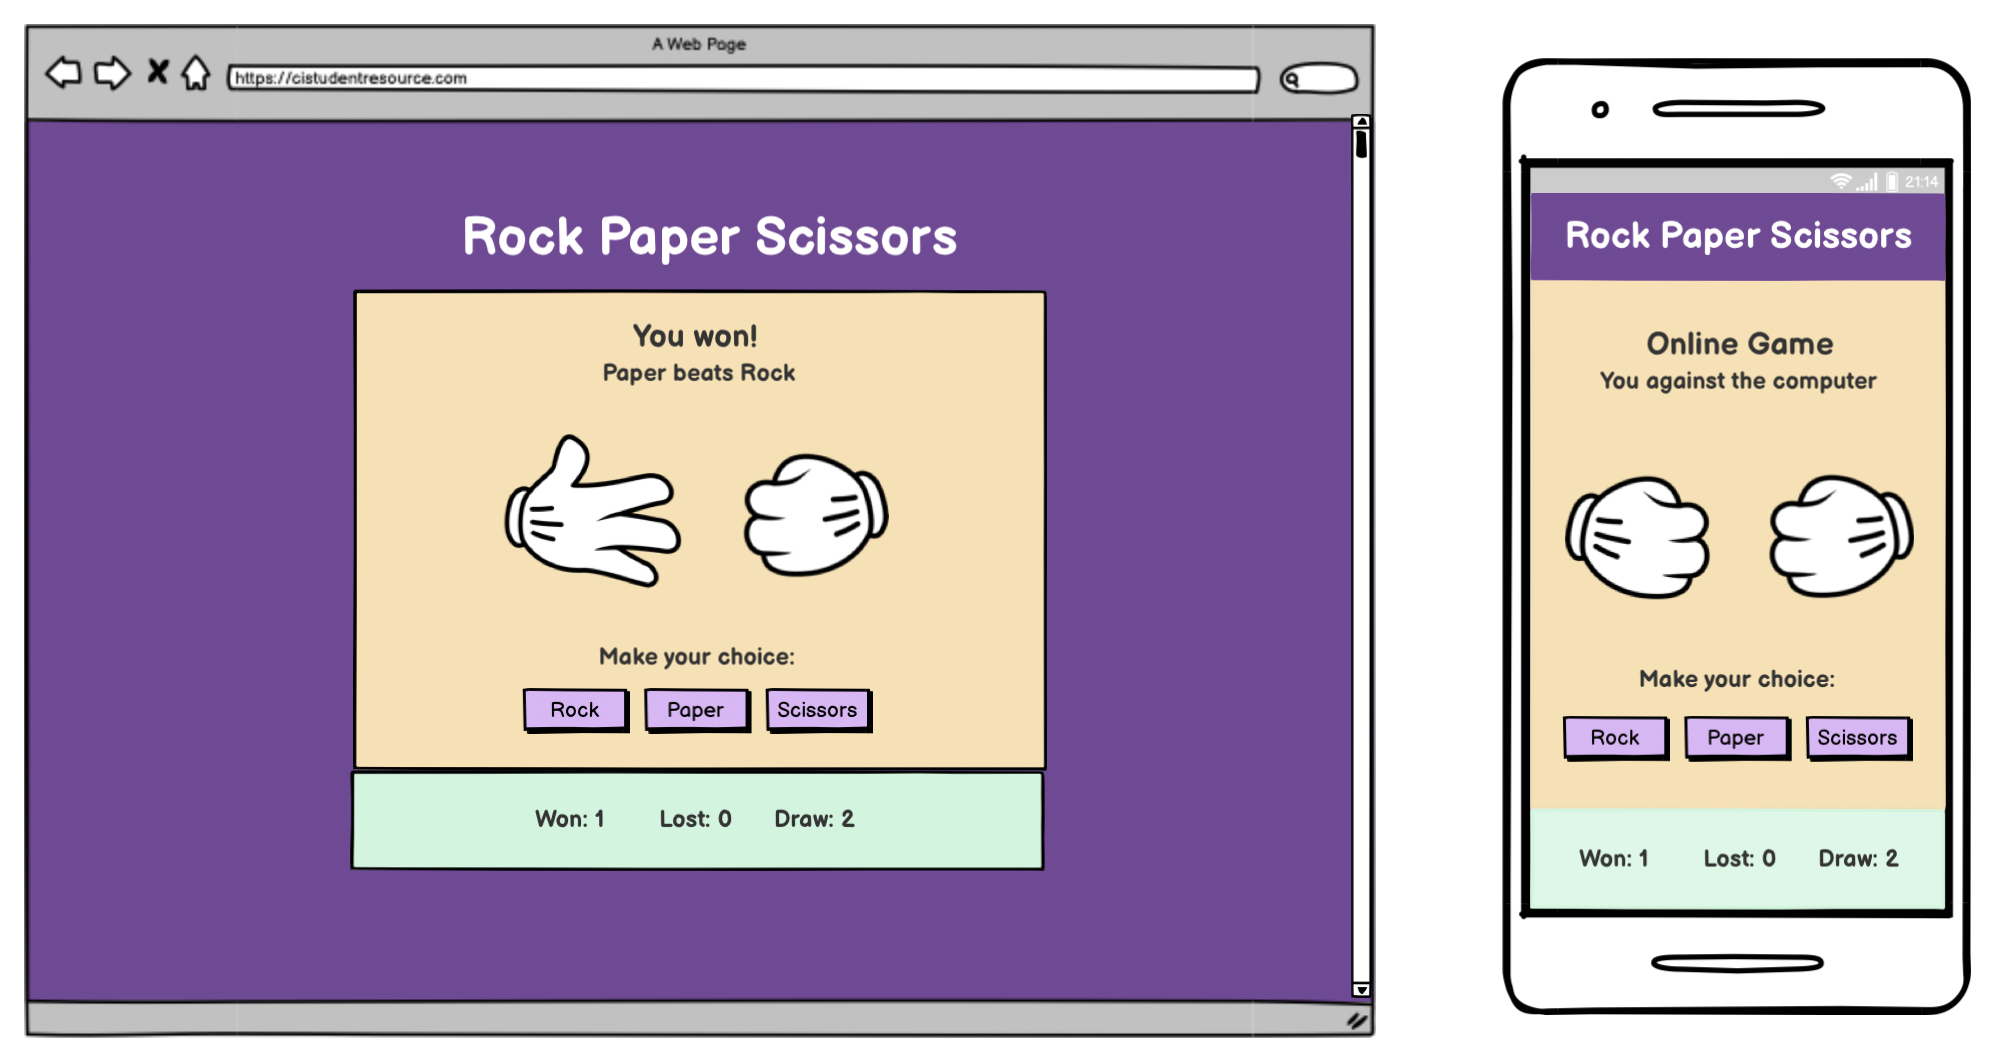 A Web Page
https://cistudentresource.com
Rock Paper Scissors
You won!
Paper beats Rock
Make your choice:
Rock Paper Scissors
Won: 1 Lost: 0 Draw: 2
21:14
Rock Paper Scissors
Online Game
You against the computer
Make your choice:
Rock Paper Scissors
Won: 1 Lost: 0 Draw: 2